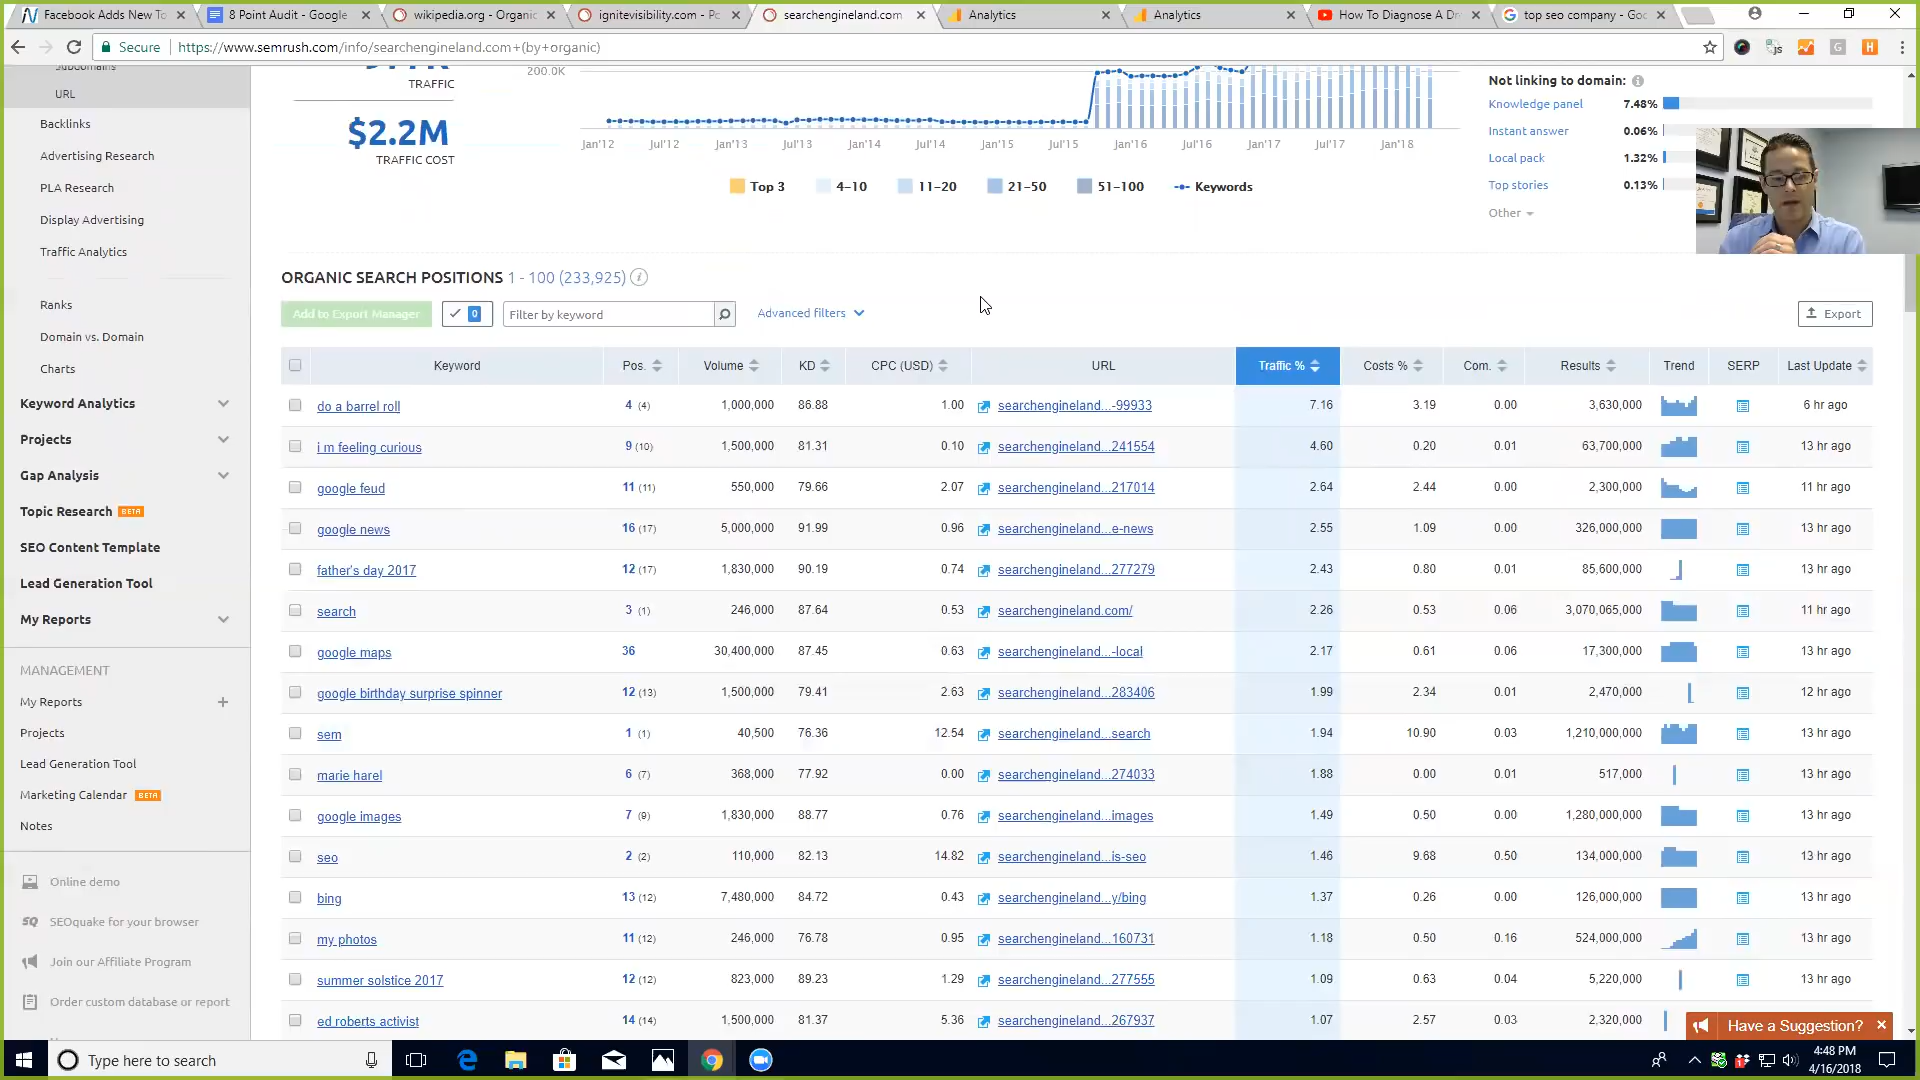 Facebook Adds New To
8 Point Audit - Google
wikipedia.org - Organic
ignitevisibility.com - Po
searchengineland.com
Analytics
Analytics
How To Diagnose A Dr
top seo company - Goo
Secure
https://www.semrush.com/info/searchengineland.com+(by+organic)
Subdomains
URL
Backlinks
Advertising Research
PLA Research
Display Advertising
Traffic Analytics
Ranks
Domain vs. Domain
Charts
Keyword Analytics
Projects
Gap Analysis
Topic Research BETA
SEO Content Template
Lead Generation Tool
My Reports
MANAGEMENT
My Reports
Projects
Lead Generation Tool
Marketing Calendar BETA
Notes
Online demo
SEOquake for your browser
Join our Affiliate Program
Order custom database or report
TRAFFIC
$2.2M
TRAFFIC COST
200.0K
Jan'12 Jul'12 Jan'13 Jul'13 Jan'14 Jul'14 Jan'15 Jul'15 Jan'16 Jul'16 Jan'17 Jul'17 Jan'18
Top 3 4–10 11–20 21–50 51–100 Keywords
Not linking to domain:
Knowledge panel 7.48%
Instant answer 0.06%
Local pack 1.32%
Top stories 0.13%
Other
ORGANIC SEARCH POSITIONS 1 - 100 (233,925)
Add to Export Manager 0 Filter by keyword Advanced filters Export
Keyword Pos. Volume KD CPC (USD) URL Traffic % Costs % Com. Results Trend SERP Last Update
do a barrel roll 4 (4) 1,000,000 86.88 1.00 searchengineland...-99933 7.16 3.19 0.00 3,630,000 6 hr ago
i m feeling curious 9 (10) 1,500,000 81.31 0.10 searchengineland...241554 4.60 0.20 0.01 63,700,000 13 hr ago
google feud 11 (11) 550,000 79.66 2.07 searchengineland...217014 2.64 2.44 0.00 2,300,000 11 hr ago
google news 16 (17) 5,000,000 91.99 0.96 searchengineland...e-news 2.55 1.09 0.00 326,000,000 13 hr ago
father's day 2017 12 (17) 1,830,000 90.19 0.74 searchengineland...277279 2.43 0.80 0.01 85,600,000 13 hr ago
search 3 (1) 246,000 87.64 0.53 searchengineland.com/ 2.26 0.53 0.06 3,070,065,000 11 hr ago
google maps 36 30,400,000 87.45 0.63 searchengineland...-local 2.17 0.61 0.06 17,300,000 13 hr ago
google birthday surprise spinner 12 (13) 1,500,000 79.41 2.63 searchengineland...283406 1.99 2.34 0.01 2,470,000 12 hr ago
sem 1 (1) 40,500 76.36 12.54 searchengineland...search 1.94 10.90 0.03 1,210,000,000 13 hr ago
marie harel 6 (7) 368,000 77.92 0.00 searchengineland...274033 1.88 0.00 0.01 517,000 13 hr ago
google images 7 (9) 1,830,000 88.77 0.76 searchengineland...images 1.49 0.50 0.00 1,280,000,000 13 hr ago
seo 2 (2) 110,000 82.13 14.82 searchengineland...is-seo 1.46 9.68 0.50 134,000,000 13 hr ago
bing 13 (12) 7,480,000 84.72 0.43 searchengineland...y/bing 1.37 0.26 0.00 126,000,000 13 hr ago
my photos 11 (12) 246,000 76.78 0.95 searchengineland...160731 1.18 0.50 0.16 524,000,000 13 hr ago
summer solstice 2017 12 (12) 823,000 89.23 1.29 searchengineland...277555 1.09 0.63 0.04 5,220,000 13 hr ago
ed roberts activist 14 (14) 1,500,000 81.37 5.36 searchengineland...267937 1.07 2.57 0.03 2,320,000
Have a Suggestion?
Type here to search
4:48 PM
4/16/2018